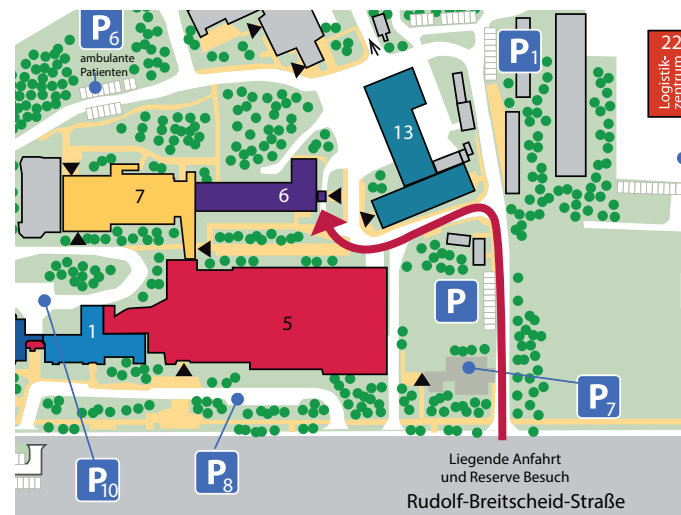 P6
ambulante
Patienten
P1
22
Logistik-
zentrum
13
7
6
P
5
1
P7
P10
P8
Liegende Anfahrt
und Reserve Besuch
Rudolf-Breitscheid-Straße